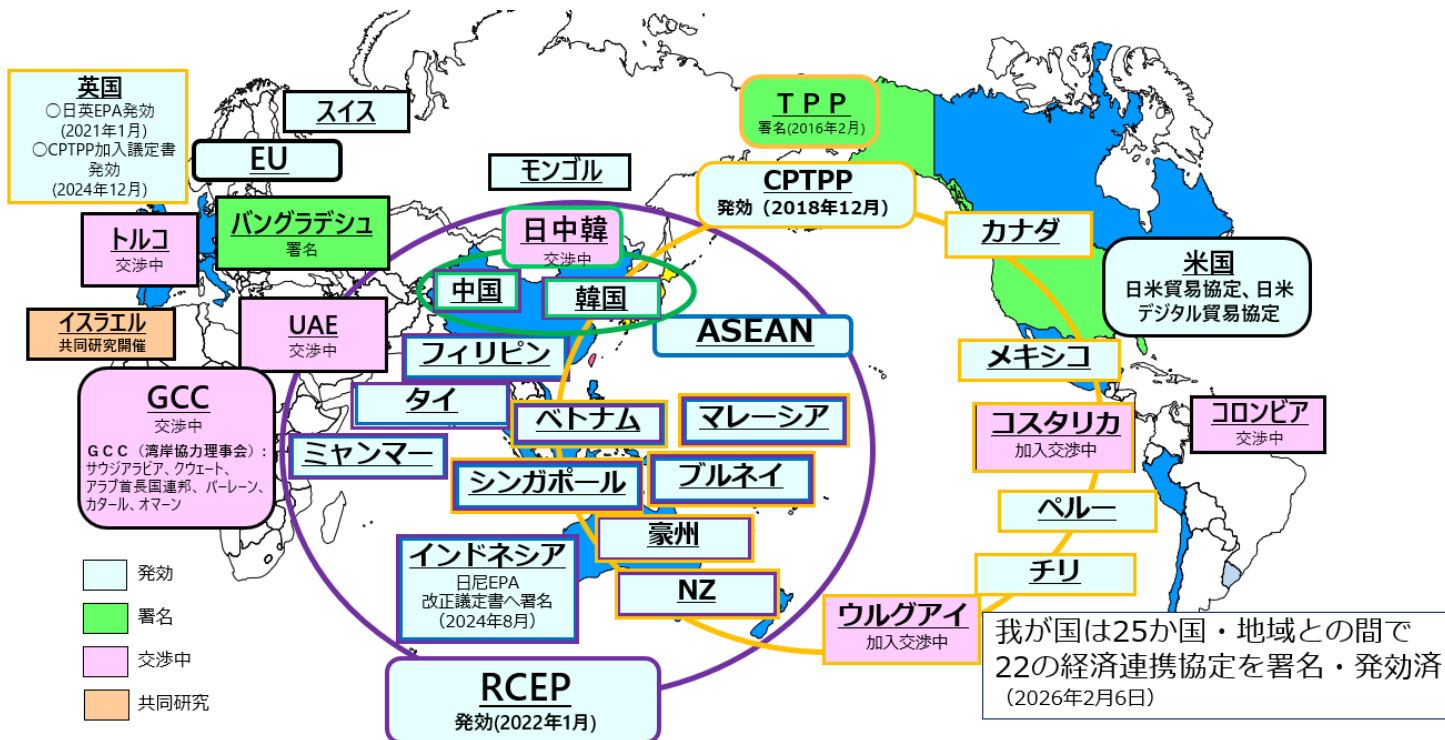 英国
○日英EPA発効
(2021年1月)
○CPTPP加入議定書
発効
(2024年12月)
スイス
EU
モンゴル
TPP
署名(2016年2月)
CPTPP
発効（2018年12月）
トルコ
交渉中
バングラデシュ
署名
日中韓
交渉中
中国
韓国
カナダ
米国
日米貿易協定、日米
デジタル貿易協定
イスラエル
共同研究開催
UAE
交渉中
ASEAN
フィリピン
メキシコ
GCC
交渉中
ＧＣＣ（湾岸協力理事会）:
サウジアラビア、クウェート、
アラブ首長国連邦、バーレーン、
カタール、オマーン
タイ
ベトナム
マレーシア
コスタリカ
加入交渉中
コロンビア
交渉中
ミャンマー
シンガポール
ブルネイ
ペルー
豪州
インドネシア
日尼EPA
改正議定書へ署名
（2024年8月）
NZ
チリ
ウルグアイ
加入交渉中
発効
署名
交渉中
共同研究
RCEP
発効(2022年1月)
我が国は25か国・地域との間で
22の経済連携協定を署名・発効済
（2026年2月6日）